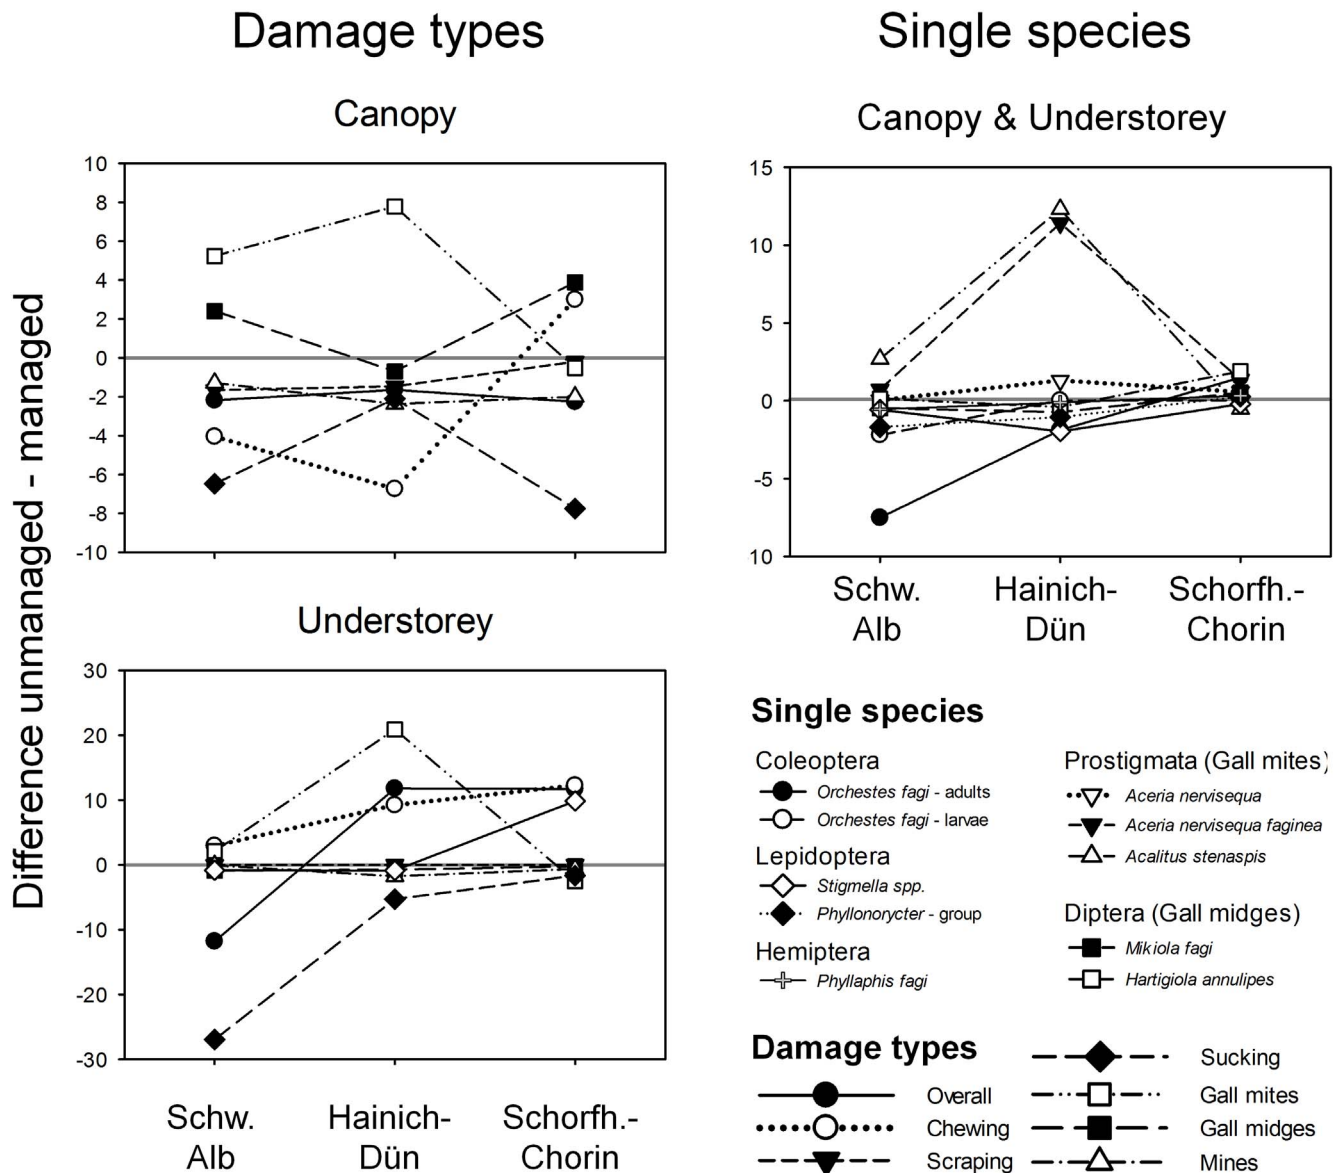 Damage types
Single species
Canopy
Canopy & Understorey
Difference unmanaged - managed
10
8
6
4
2
0
-2
-4
-6
-8
-10
15
10
5
0
-5
10
Schw.
Alb
Hainich-
Dün
Schorfh.-
Chorin
Understorey
30
20
10
0
-10
-20
-30
Schw.
Alb
Hainich-
Dün
Schorfh.-
Chorin
Single species
Coleoptera
Orchestes fagi - adults
Orchestes fagi - larvae
Lepidoptera
Stigmella spp.
Phyllonorycter - group
Hemiptera
Phyllaphis fagi
Prostigmata (Gall mites)
Aceria nervisequa
Aceria nervisequa faginea
Acalitus stenaspis
Diptera (Gall midges)
Mikiola fagi
Hartigiola annulipes
Damage types
Overall
Chewing
Scraping
Sucking
Gall mites
Gall midges
Mines